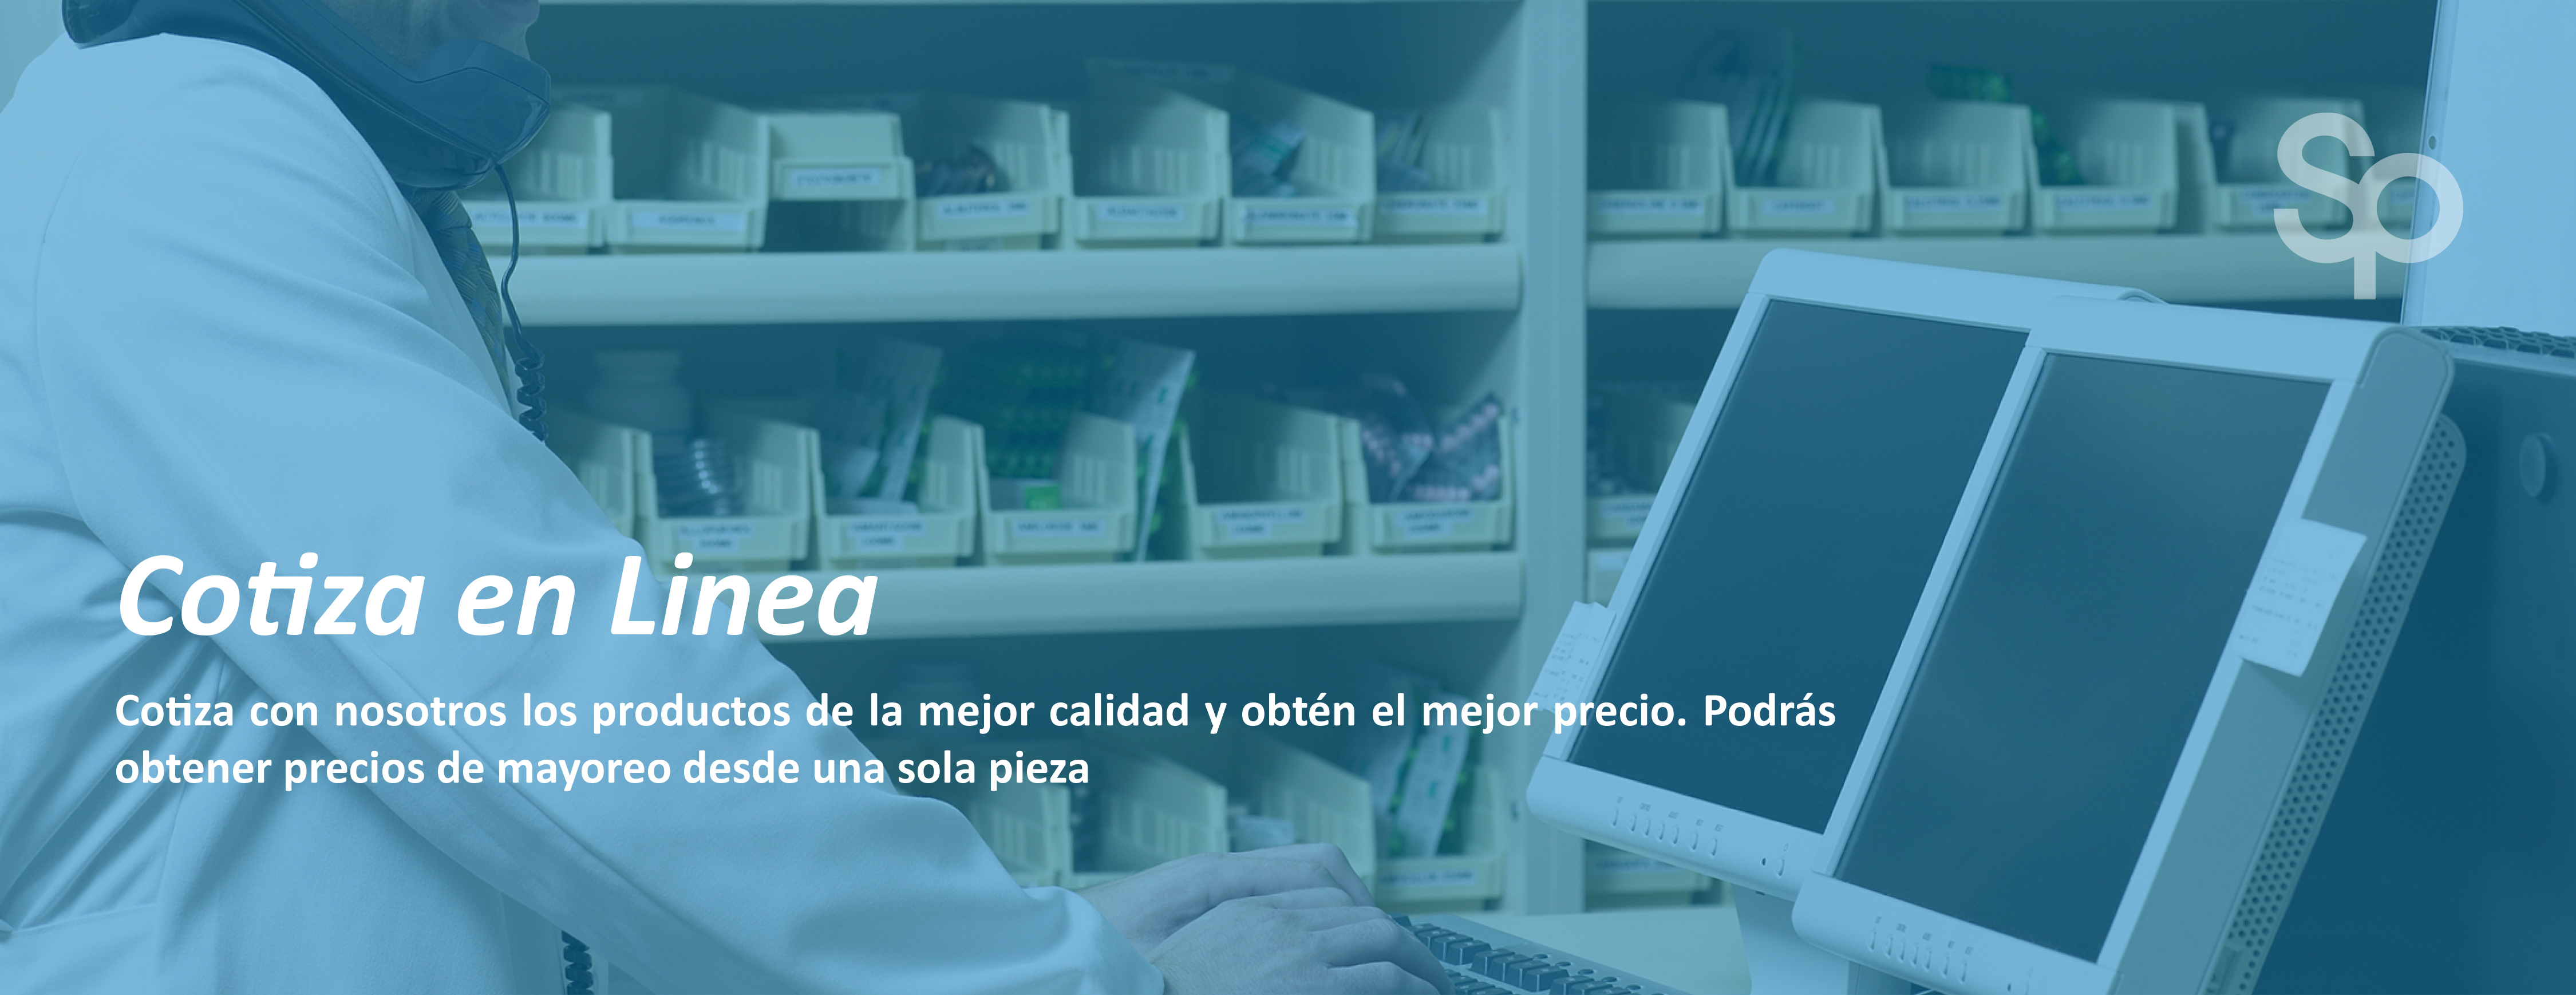 Sp
Cotiza en Linea
Cotiza con nosotros los productos de la mejor calidad y obtén el mejor precio. Podrás
obtener precios de mayoreo desde una sola pieza